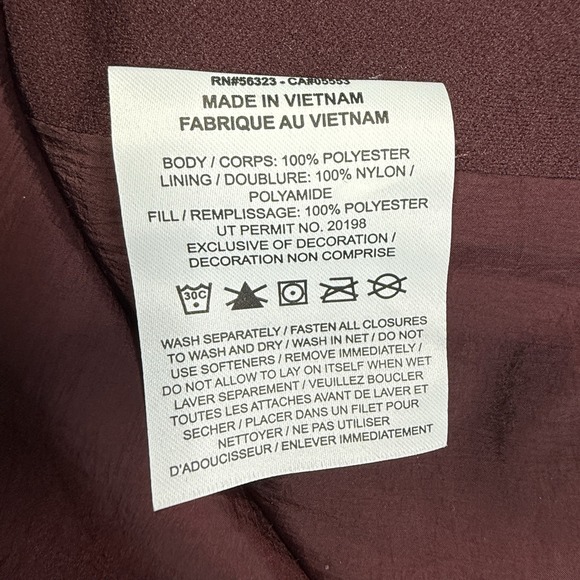 RN#56323 - CA#05553
MADE IN VIETNAM
FABRIQUE AU VIETNAM
BODY / CORPS: 100% POLYESTER
LINING / DOUBLURE: 100% NYLON /
POLYAMIDE
FILL / REMPLISSAGE: 100% POLYESTER
UT PERMIT NO. 20198
EXCLUSIVE OF DECORATION /
DECORATION NON COMPRISE
30C
WASH SEPARATELY / FASTEN ALL CLOSURES
TO WASH AND DRY / WASH IN NET / DO NOT
USE SOFTENERS / REMOVE IMMEDIATELY /
DO NOT ALLOW TO LAY ON ITSELF WHEN WET
LAVER SEPAREMENT / VEUILLEZ BOUCLER
TOUTES LES ATTACHES AVANT DE LAVER ET
SECHER / PLACER DANS UN FILET POUR
NETTOYER / NE PAS UTILISER
D'ADOUCISSEUR / ENLEVER IMMEDIATEMENT